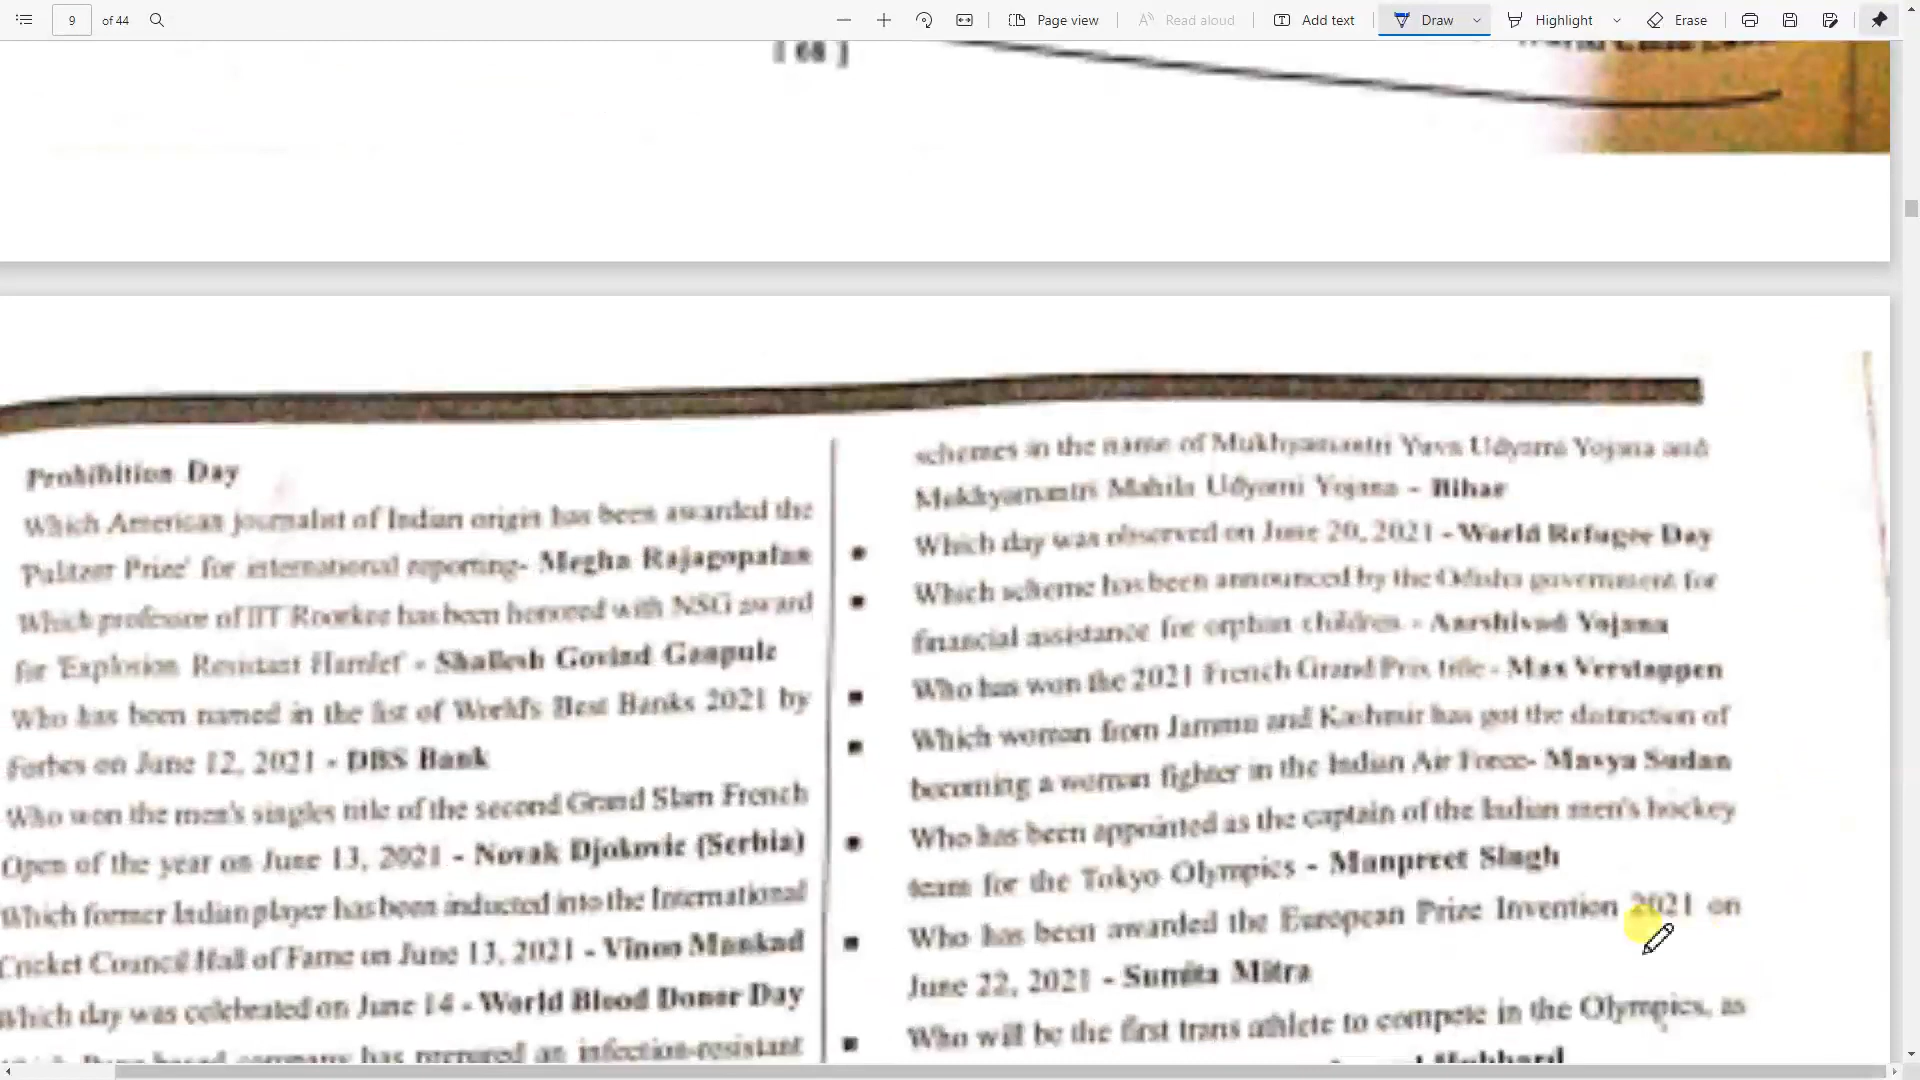 9
of 44
Page view
Read aloud
Add text
Draw
Highlight
Erase
[ 68 ]
Prohibition Day
Which American journalist of Indian origin has been awarded the
'Pulitzer Prize' for international reporting- Megha Rajagopalan
Which professor of IIT Roorkee has been honored with NSG award
for 'Explosion Resistant Hamlet' - Shailesh Govind Ganpule
Who has been named in the list of World's Best Banks 2021 by
Forbes on June 12, 2021 - DBS Bank
Who won the men's singles title of the second Grand Slam French
Open of the year on June 13, 2021 - Novak Djokovic (Serbia)
Which former Indian player has been inducted into the International
Cricket Council Hall of Fame on June 13, 2021 - Vinoo Mankad
Which day was celebrated on June 14 - World Blood Donor Day
based company has prepared an infection-resistant
schemes in the name of Mukhyamantri Yuva Udyami Yojana and
Mukhyamantri Mahila Udyomi Yojana - Bihar
Which day was observed on June 20, 2021 - World Refugee Day
Which scheme has been announced by the Odisha government for
financial assistance for orphan children. - Aarshivad Yojana
Who has won the 2021 French Grand Prix title - Max Verstappen
Which woman from Jammu and Kashmir has got the distinction of
becoming a woman fighter in the Indian Air Force- Mavya Sudan
Who has been appointed as the captain of the Indian men's hockey
team for the Tokyo Olympics - Manpreet Singh
Who has been awarded the European Prize Invention 2021 on
June 22, 2021 - Sumita Mitra
Who will be the first trans athlete to compete in the Olympics, as
Hubbard